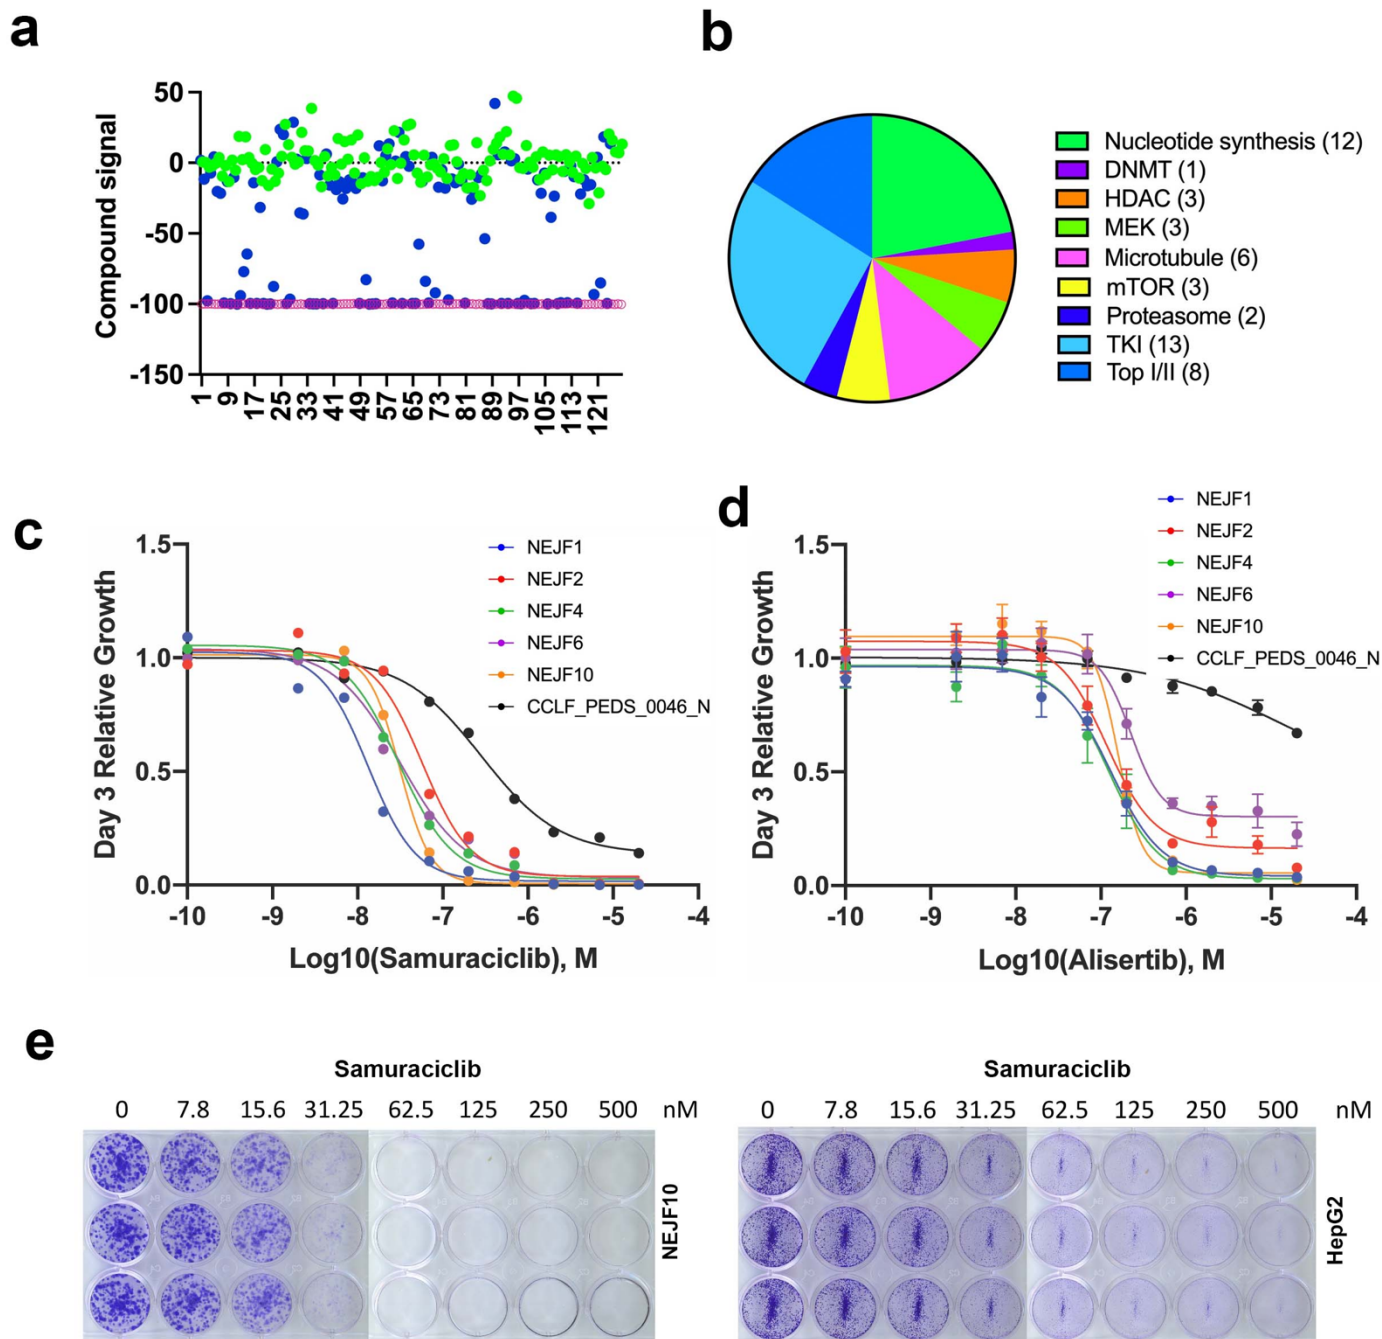 a
50
0
-50
-100
-150
Compound signal
1 9 17 25 33 41 49 57 65 73 81 89 97 105 113 121
b
Nucleotide synthesis (12)
DNMT (1)
HDAC (3)
MEK (3)
Microtubule (6)
mTOR (3)
Proteasome (2)
TKI (13)
Top I/II (8)
c
1.5
1.0
0.5
0.0
Day 3 Relative Growth
-10 -9 -8 -7 -6 -5 -4
Log10(Samuraciclib), M
NEJF1
NEJF2
NEJF4
NEJF6
NEJF10
CCLF_PEDS_0046_N
d
1.5
1.0
0.5
0.0
Day 3 Relative Growth
-10 -9 -8 -7 -6 -5 -4
Log10(Alisertib), M
NEJF1
NEJF2
NEJF4
NEJF6
NEJF10
CCLF_PEDS_0046_N
e
Samuraciclib
0 7.8 15.6 31.25 62.5 125 250 500 nM
NEJF10
Samuraciclib
0 7.8 15.6 31.25 62.5 125 250 500 nM
HepG2